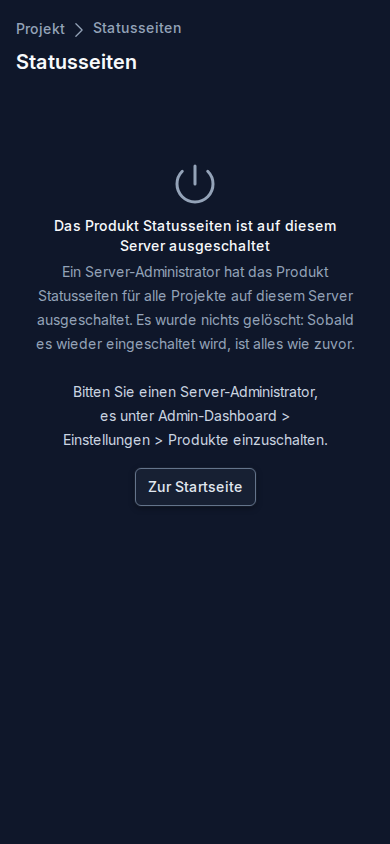 Projekt > Statusseiten
Statusseiten
Das Produkt Statusseiten ist auf diesem
Server ausgeschaltet
Ein Server-Administrator hat das Produkt
Statusseiten für alle Projekte auf diesem Server
ausgeschaltet. Es wurde nichts gelöscht: Sobald
es wieder eingeschaltet wird, ist alles wie zuvor.
Bitten Sie einen Server-Administrator,
es unter Admin-Dashboard >
Einstellungen > Produkte einzuschalten.
Zur Startseite